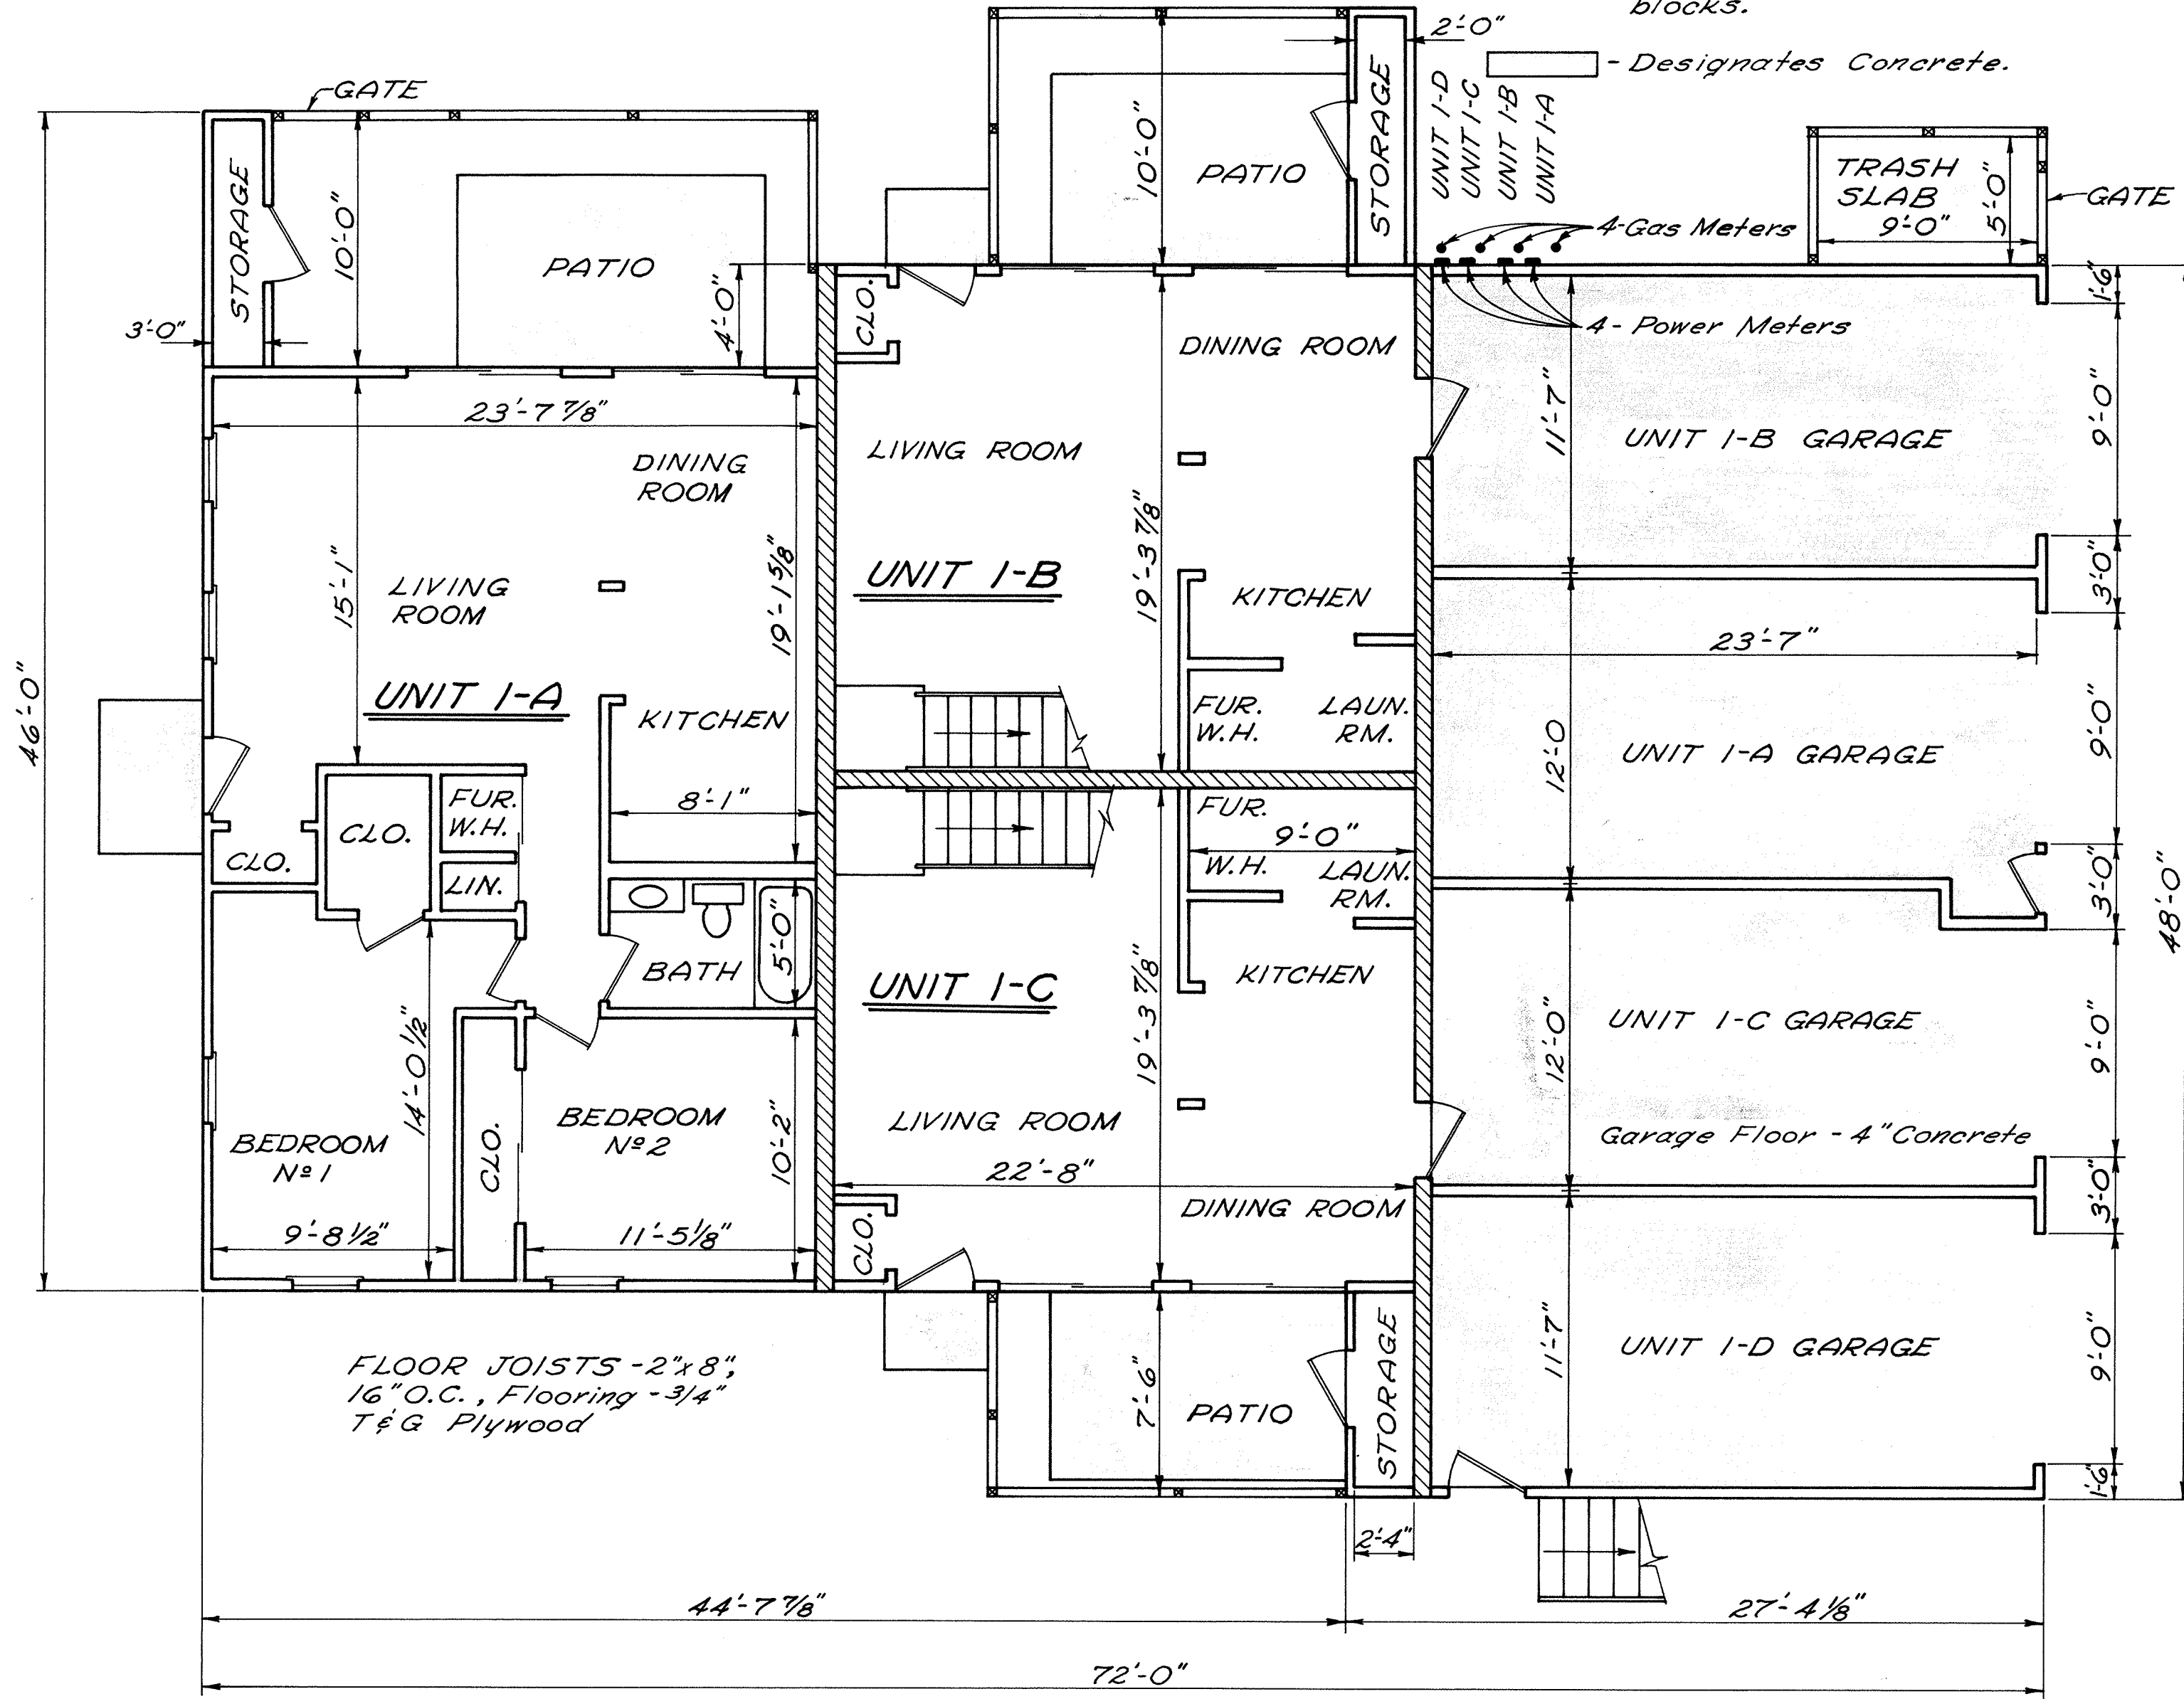 blocks.
- Designates Concrete.
2'-0"
GATE
STORAGE
10'-0"
PATIO
3'-0"
4'-0"
10'-0"
PATIO
STORAGE
UNIT 1-D
UNIT 1-C
UNIT 1-B
UNIT 1-A
4-Gas Meters
4- Power Meters
TRASH
SLAB
9'-0"
5'-0"
GATE
1'-6"
46'-0"
23'-7 7/8"
DINING
ROOM
15'-1"
LIVING
ROOM
19'-1 5/8"
UNIT 1-A
KITCHEN
8'-1"
FUR.
W.H.
CLO.
CLO.
LIN.
BATH
5'-0"
14'-0 1/2"
BEDROOM
Nº 1
9'-8 1/2"
CLO.
BEDROOM
Nº 2
10'-2"
11'-5 1/8"
CLO.
DINING ROOM
LIVING ROOM
UNIT 1-B
19'-3 7/8"
KITCHEN
FUR.
W.H.
LAUN.
RM.
FUR.
9'-0"
W.H.
LAUN.
RM.
UNIT 1-C
KITCHEN
19'-3 7/8"
LIVING ROOM
22'-8"
DINING ROOM
CLO.
7'-6"
PATIO
STORAGE
2'-4"
11'-7"
UNIT 1-B GARAGE
9'-0"
3'-0"
23'-7"
12'-0
UNIT 1-A GARAGE
9'-0"
3'-0"
48'-0"
UNIT 1-C GARAGE
12'-0"
9'-0"
Garage Floor - 4" Concrete
3'-0"
11'-7"
UNIT 1-D GARAGE
9'-0"
1'-6"
FLOOR JOISTS - 2" x 8",
16" O.C., Flooring - 3/4"
T & G Plywood
44'-7 7/8"
27'-4 1/8"
72'-0"